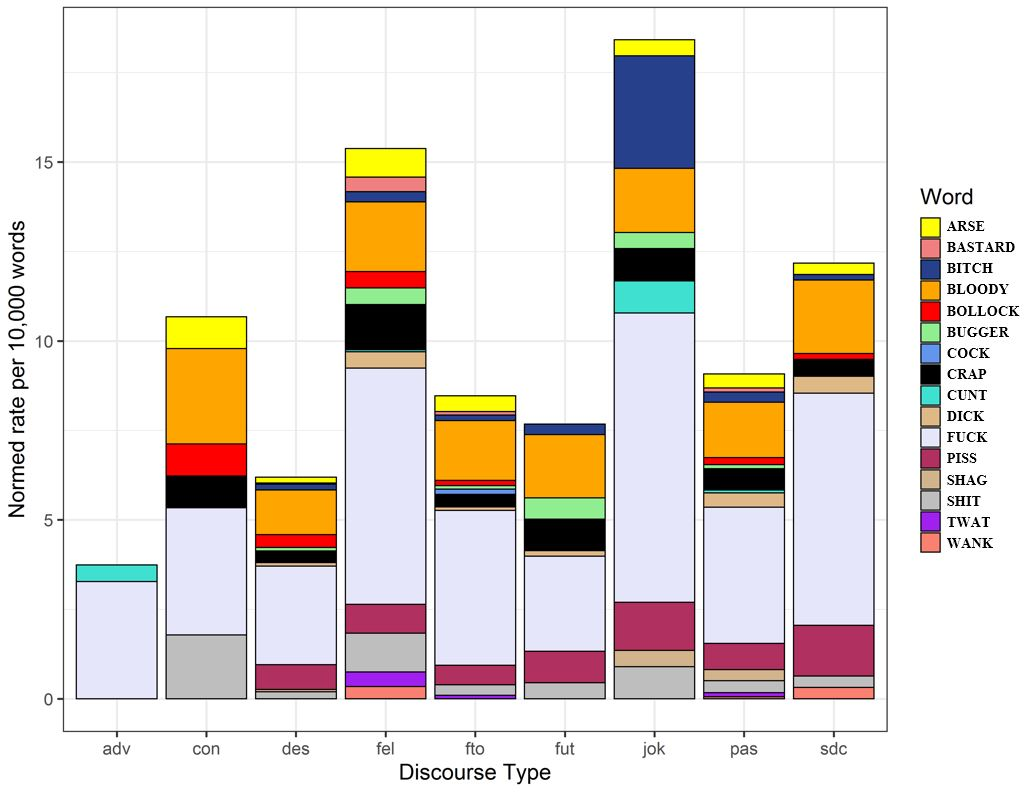 15
10
5
0
Normed rate per 10,000 words
adv con des fel fto fut jok pas sdc
Discourse Type
Word
ARSE
BASTARD
BITCH
BLOODY
BOLLOCK
BUGGER
COCK
CRAP
CUNT
DICK
FUCK
PISS
SHAG
SHIT
TWAT
WANK